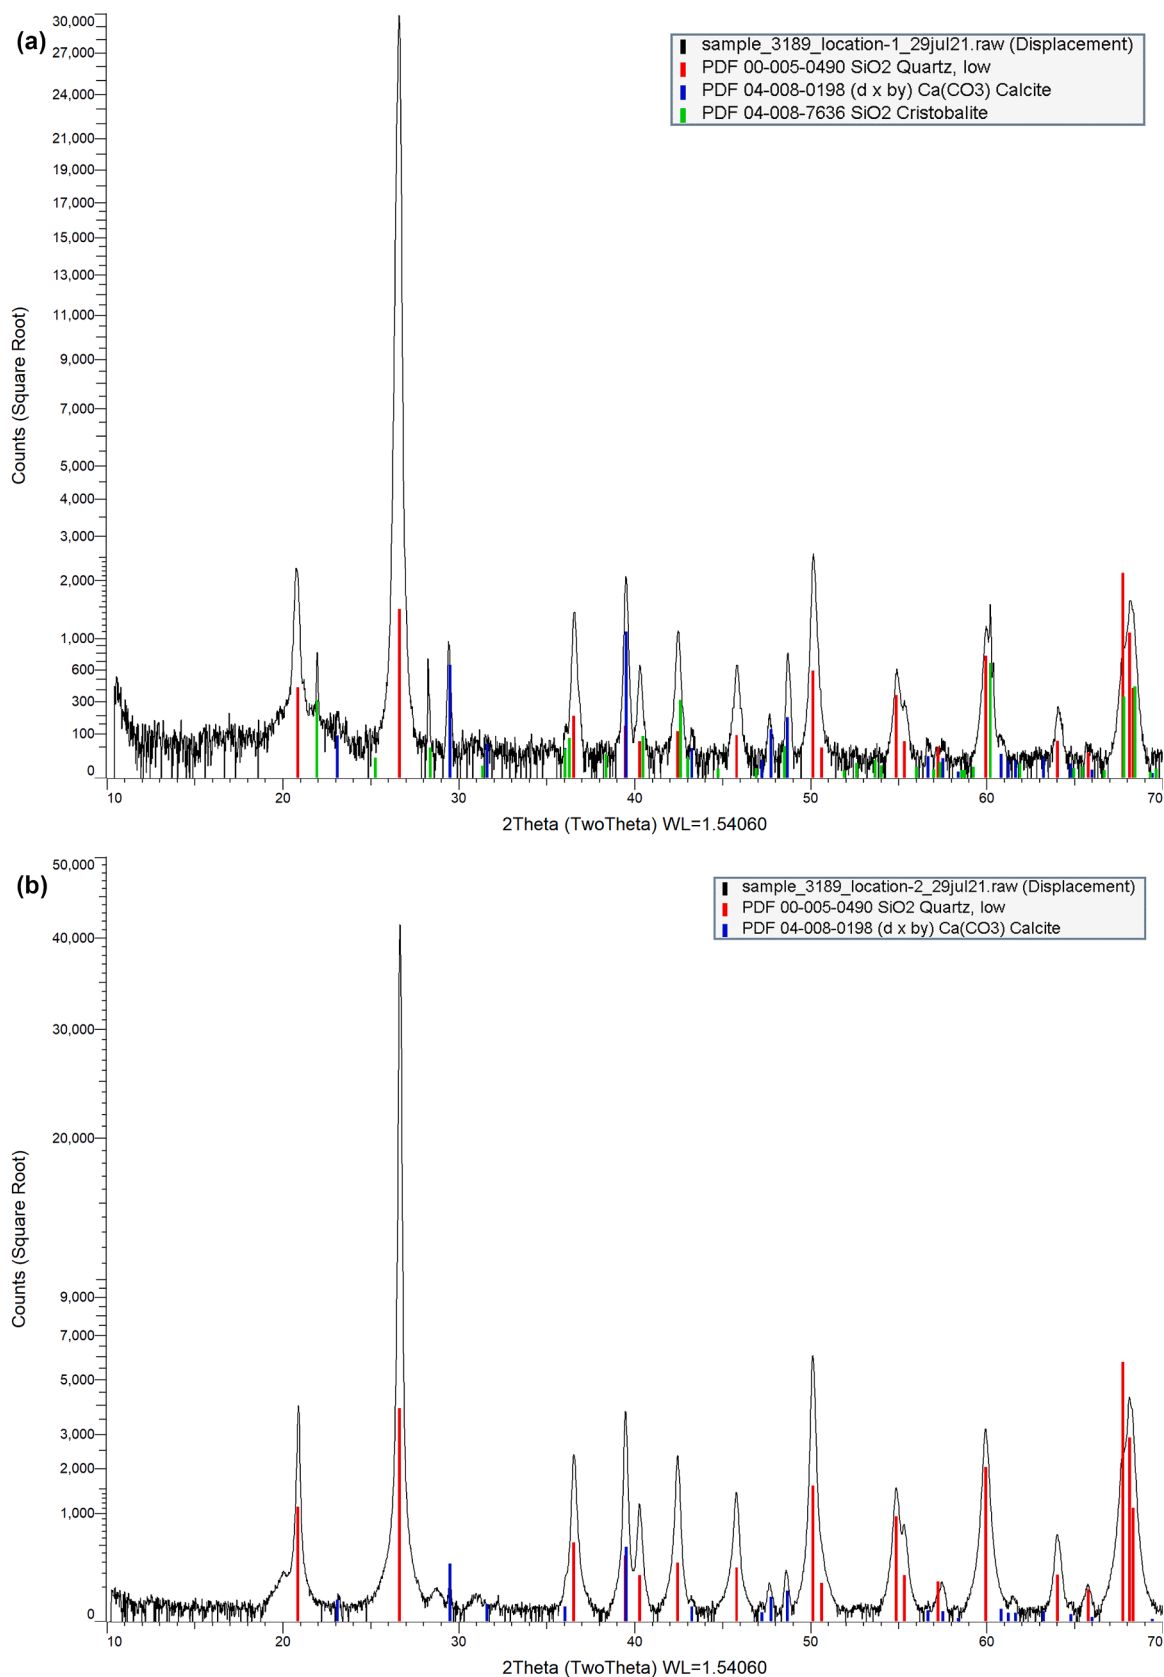 (a)
sample_3189_location-1_29jul21.raw (Displacement)
PDF 00-005-0490 SiO2 Quartz, low
PDF 04-008-0198 (d x by) Ca(CO3) Calcite
PDF 04-008-7636 SiO2 Cristobalite
Counts (Square Root)
30,000
27,000
24,000
21,000
19,000
17,000
15,000
13,000
11,000
9,000
7,000
5,000
4,000
3,000
2,000
1,000
600
300
100
0
10 20 30 40 50 60 70
2Theta (TwoTheta) WL=1.54060
(b)
sample_3189_location-2_29jul21.raw (Displacement)
PDF 00-005-0490 SiO2 Quartz, low
PDF 04-008-0198 (d x by) Ca(CO3) Calcite
Counts (Square Root)
50,000
40,000
30,000
20,000
9,000
7,000
5,000
3,000
2,000
1,000
0
10 20 30 40 50 60 70
2Theta (TwoTheta) WL=1.54060